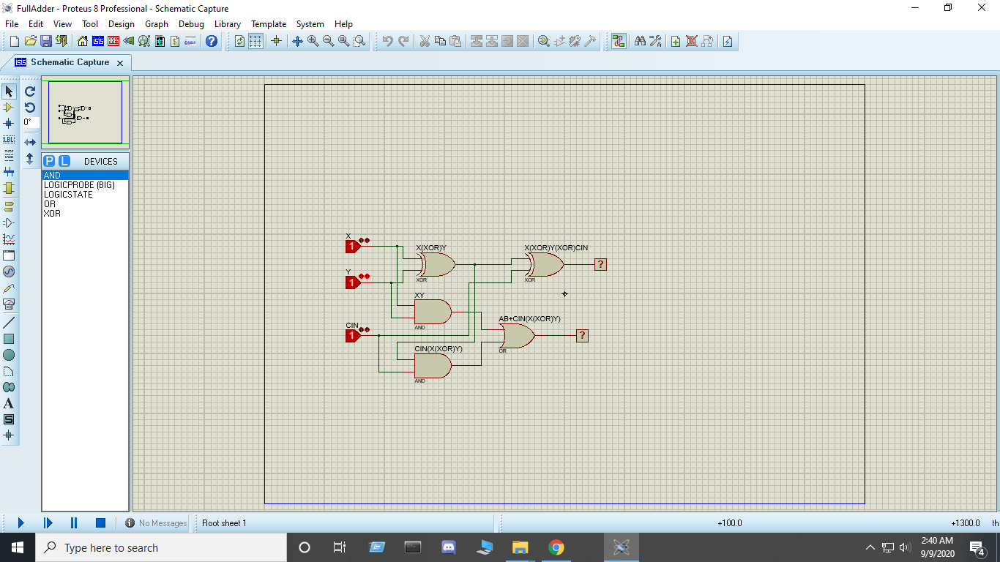 FullAdder - Proteus 8 Professional - Schematic Capture
File Edit View Tool Design Graph Debug Library Template System Help
Schematic Capture
0°
LBL
P L DEVICES
AND
LOGICPROBE (BIG)
LOGICSTATE
OR
XOR
A
S
X
1
X(XOR)Y
XOR
X(XOR)Y(XOR)CIN
XOR
?
Y
1
XY
AND
AB+CIN(X(XOR)Y)
OR
?
CIN
1
CIN(X(XOR)Y)
AND
No Messages
Root sheet 1
+100.0
+1300.0 th
Type here to search
2:40 AM
9/9/2020
4